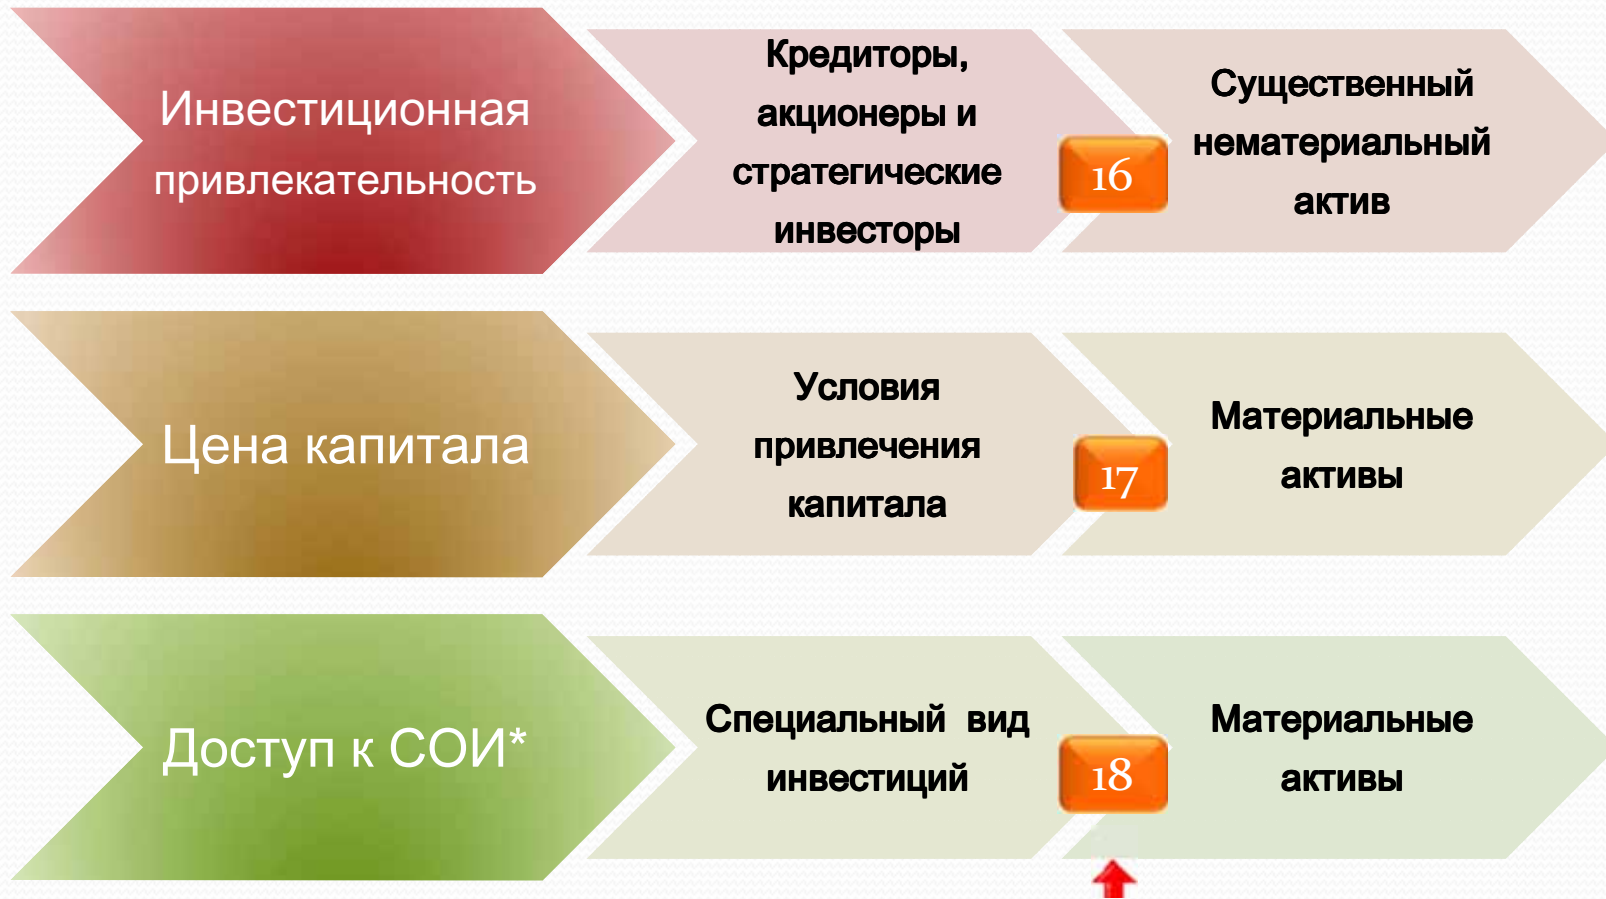 Инвестиционная
привлекательность
Кредиторы,
акционеры и
стратегические
инвесторы
16
Существенный
нематериальный
актив
Цена капитала
Условия
привлечения
капитала
17
Материальные
активы
Доступ к СОИ*
Специальный вид
инвестиций
18
Материальные
активы